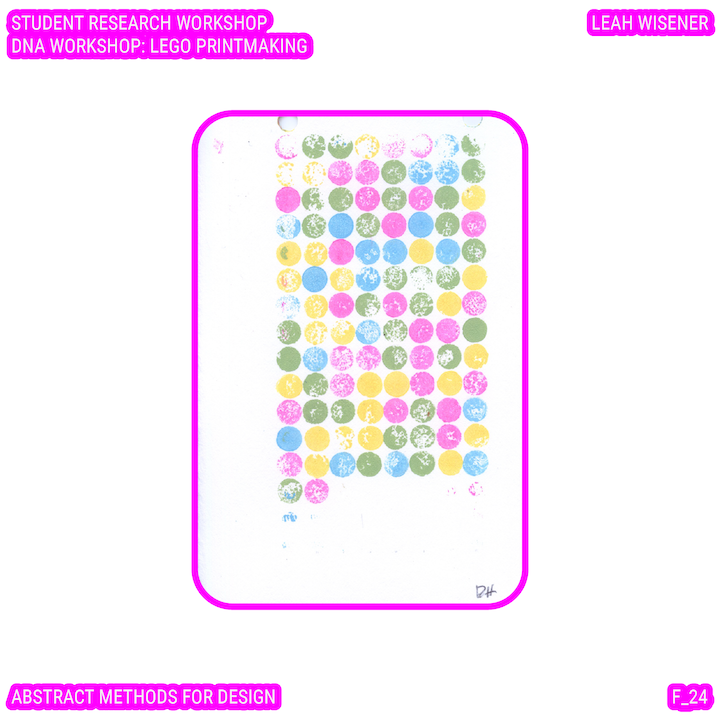 STUDENT RESEARCH WORKSHOP
DNA WORKSHOP: LEGO PRINTMAKING
LEAH WISENER
ABSTRACT METHODS FOR DESIGN
F_24